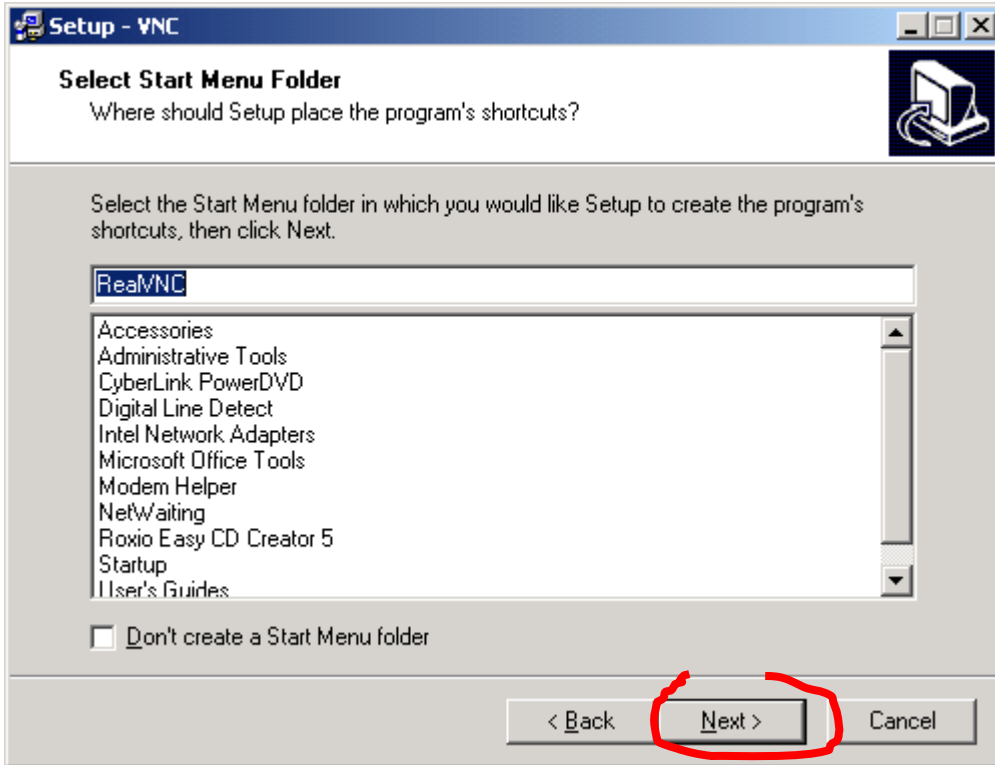 Setup - VNC
Select Start Menu Folder
Where should Setup place the program's shortcuts?
Select the Start Menu folder in which you would like Setup to create the program's
shortcuts, then click Next.
RealVNC
Accessories
Administrative Tools
CyberLink PowerDVD
Digital Line Detect
Intel Network Adapters
Microsoft Office Tools
Modem Helper
NetWaiting
Roxio Easy CD Creator 5
Startup
User's Guides
Don't create a Start Menu folder
< Back Next > Cancel